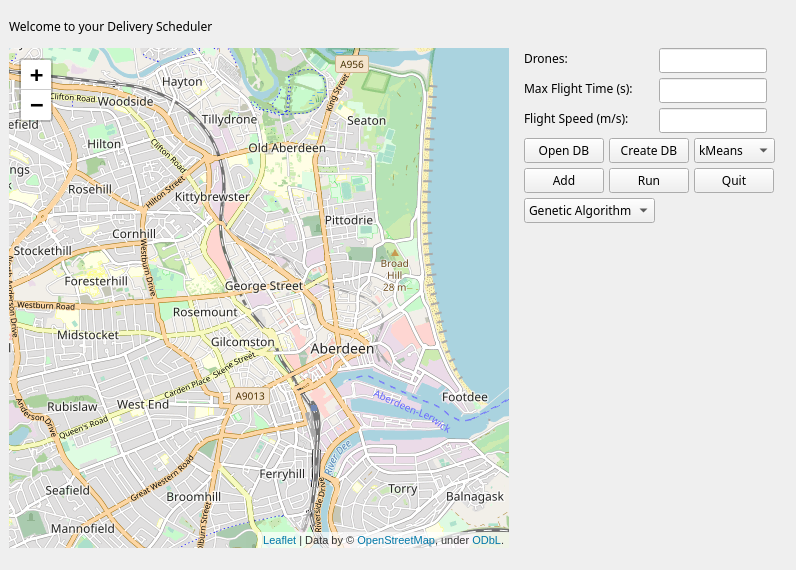 Welcome to your Delivery Scheduler
Drones:
Max Flight Time (s):
Flight Speed (m/s):
Open DB Create DB kMeans
Add Run Quit
Genetic Algorithm
+
−
A956
Hayton
Clifton Road
Woodside
King Street
efield
Tillydrone
Seaton
Hilton
Clifton Road
Old Aberdeen
ngs
Rosehill
Hilton Street
Kittybrewster
Pittodrie
Cornhill
Stockethill
Westburn Drive
Broad
Hill
28 m
North Anderson Drive
Foresterhill
George Street
Westburn Road
Rosemount
Midstocket
Gilcomston
Aberdeen
Skene Street
Carden Place
A9013
Footdee
Rubislaw
West End
Aberdeen-Lerwick
Anderson Drive
Queen's Road
River Dee
Great Western Road
Ferryhill
Seafield
Broomhill
Torry
Balnagask
Riverside Drive
Mannofield
lburn Street
Leaflet | Data by © OpenStreetMap, under ODbL.